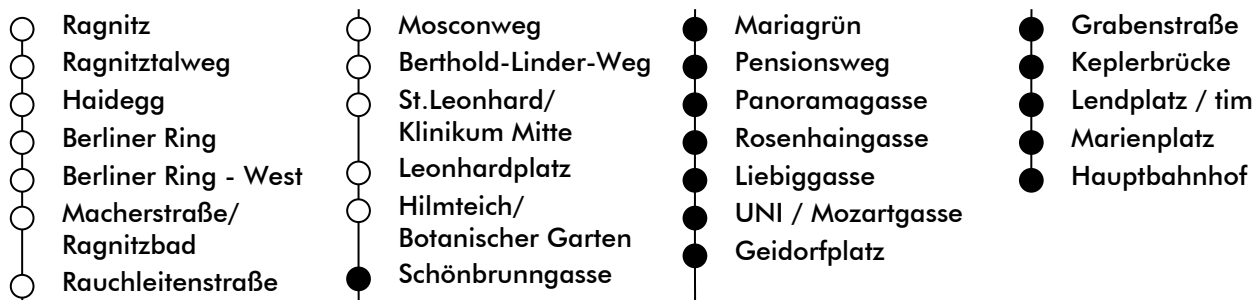 Ragnitz
Ragnitztalweg
Haidegg
Berliner Ring
Berliner Ring - West
Macherstraße/
Ragnitzbad
Rauchleitenstraße
Mosconweg
Berthold-Linder-Weg
St.Leonhard/
Klinikum Mitte
Leonhardplatz
Hilmteich/
Botanischer Garten
Schönbrunngasse
Mariagrün
Pensionsweg
Panoramagasse
Rosenhaingasse
Liebiggasse
UNI / Mozartgasse
Geidorfplatz
Grabenstraße
Keplerbrücke
Lendplatz / tim
Marienplatz
Hauptbahnhof